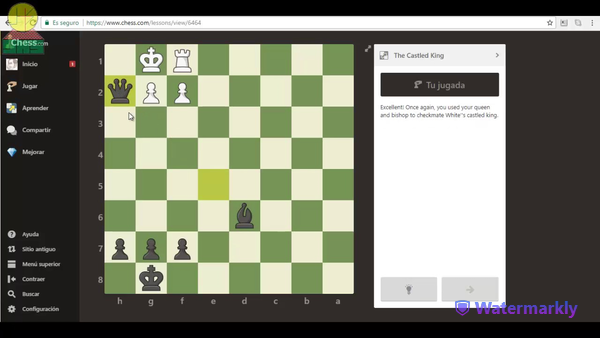 Es seguro | https://www.chess.com/lessons/view/6464
Chess.com
Inicio
1
Jugar
Aprender
Compartir
Mejorar
Ayuda
Sitio antiguo
Menú superior
Contraer
Buscar
Configuración
1
2
3
4
5
6
7
8
h g f e d c b a
The Castled King
Tu jugada
Excellent! Once again, you used your queen
and bishop to checkmate White's castled king.
Watermarkly